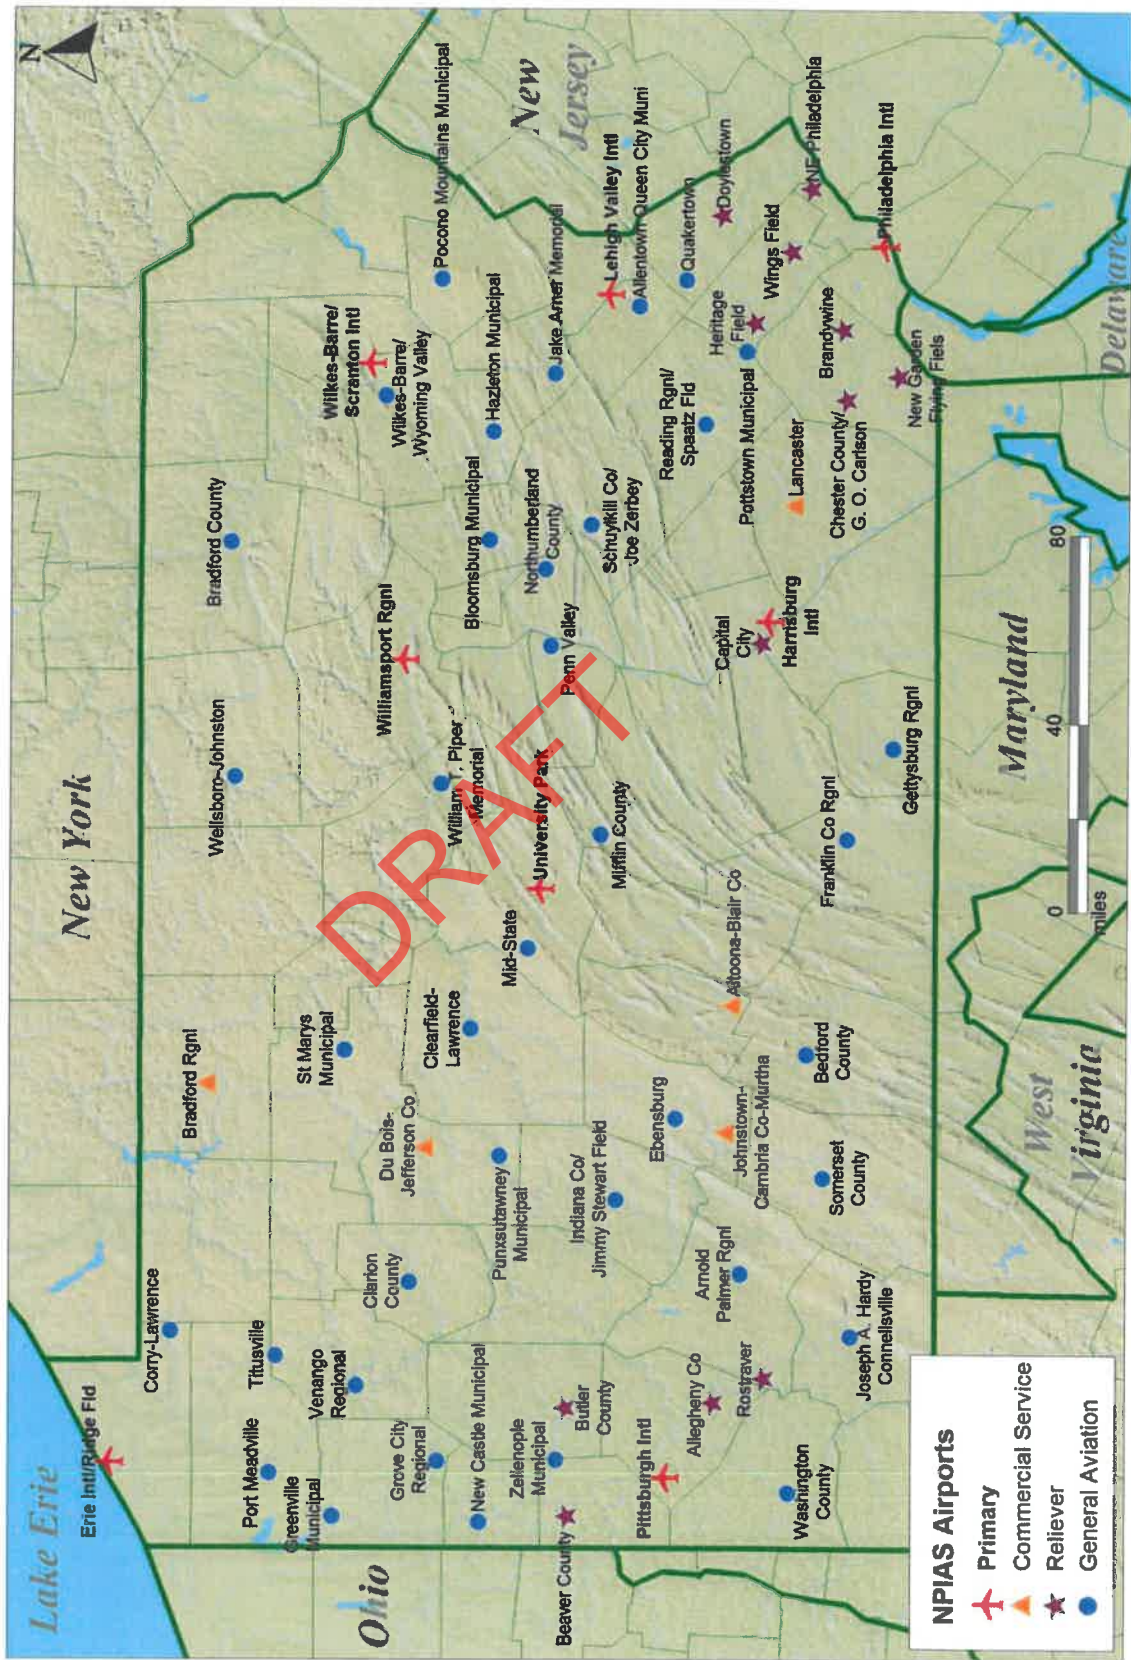 N
Lake Erie
New York
New
Jersey
Ohio
West
Virginia
Maryland
Delaware
Erie Intl/Ridge Fld
Corry-Lawrence
Bradford Rgnl
Wellsboro-Johnston
Bradford County
Port Meadville
Titusville
Greenville
Municipal
Venango
Regional
St Marys
Municipal
Williamsport Rgnl
Wilkes-Barre/
Scranton Intl
Wilkes-Barre/
Wyoming Valley
Pocono Mountains Municipal
Grove City
Regional
Clarion
County
Du Bois-
Jefferson Co
Clearfield-
Lawrence
William T. Piper
Memorial
Bloomsburg Municipal
Hazleton Municipal
New Castle Municipal
Punxsutawney
Municipal
Mid-State
University Park
Penn Valley
Northumberland
County
Jake Arner Memorial
Zelienople
Municipal
Beaver County
Butler
County
Indiana Co/
Jimmy Stewart Field
Mifflin County
Schuylkill Co/
Joe Zerbey
Lehigh Valley Intl
Allentown Queen City Muni
Pittsburgh Intl
Allegheny Co
Rostraver
Arnold
Palmer Rgnl
Ebensburg
Johnstown-
Cambria Co-Murtha
Altoona-Blair Co
Capital
City
Harrisburg
Intl
Reading Rgnl/
Spaatz Fld
Quakertown
Doylestown
Heritage
Field
Pottstown Municipal
Wings Field
NE Philadelphia
Lancaster
Washington
County
Joseph A. Hardy
Connellsville
Somerset
County
Bedford
County
Franklin Co Rgnl
Gettysburg Rgnl
Chester County/
G. O. Carlson
Brandywine
New Garden
Flying Fiels
Philadelphia Intl
DRAFT
0
40
80
miles
NPIAS Airports
Primary
Commercial Service
Reliever
General Aviation